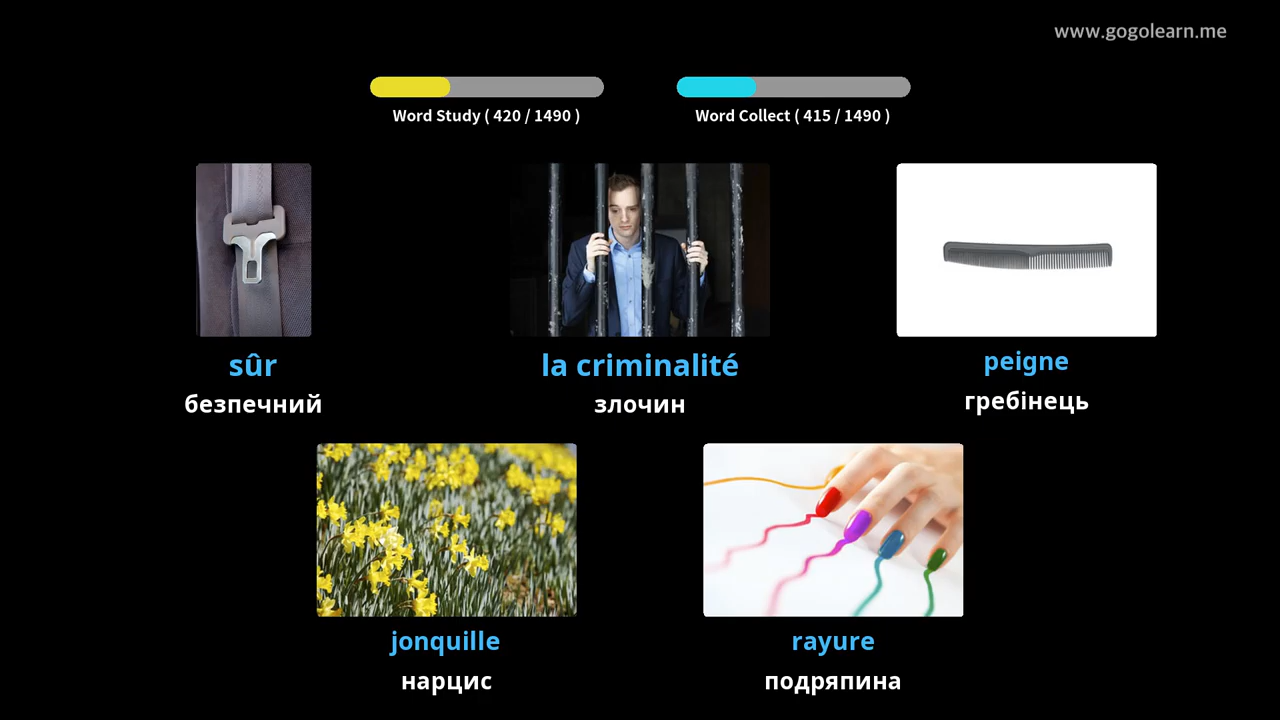 www.gogolearn.me
Word Study ( 420 / 1490 )
Word Collect ( 415 / 1490 )
sûr
безпечний
la criminalité
злочин
peigne
гребінець
jonquille
нарцис
rayure
подряпина